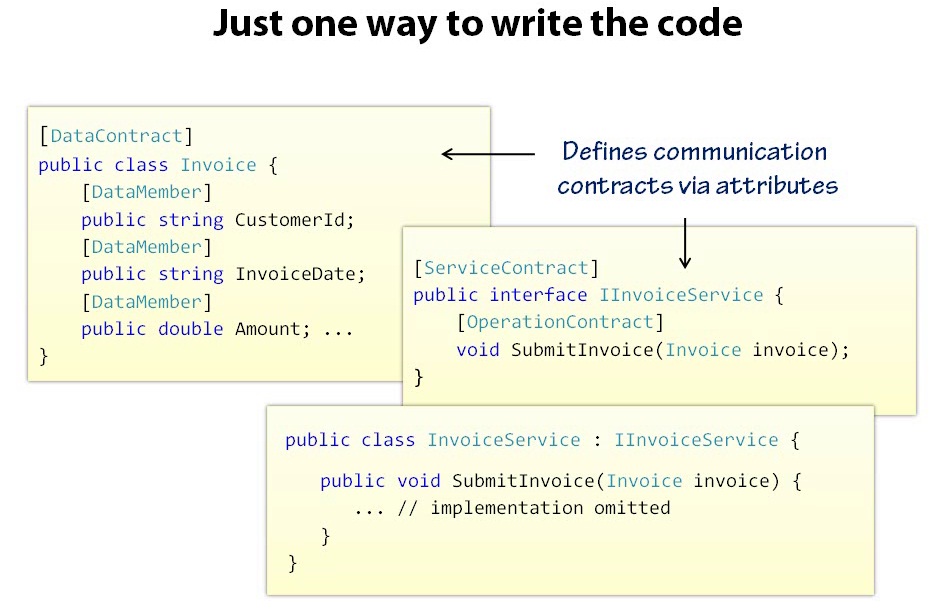 Just one way to write the code
[DataContract]
public class Invoice {
[DataMember]
public string CustomerId;
[DataMember]
public string InvoiceDate;
[DataMember]
public double Amount; ...
}
Defines communication
contracts via attributes
[ServiceContract]
public interface IInvoiceService {
[OperationContract]
void SubmitInvoice(Invoice invoice);
}
public class InvoiceService : IInvoiceService {
public void SubmitInvoice(Invoice invoice) {
... // implementation omitted
}
}